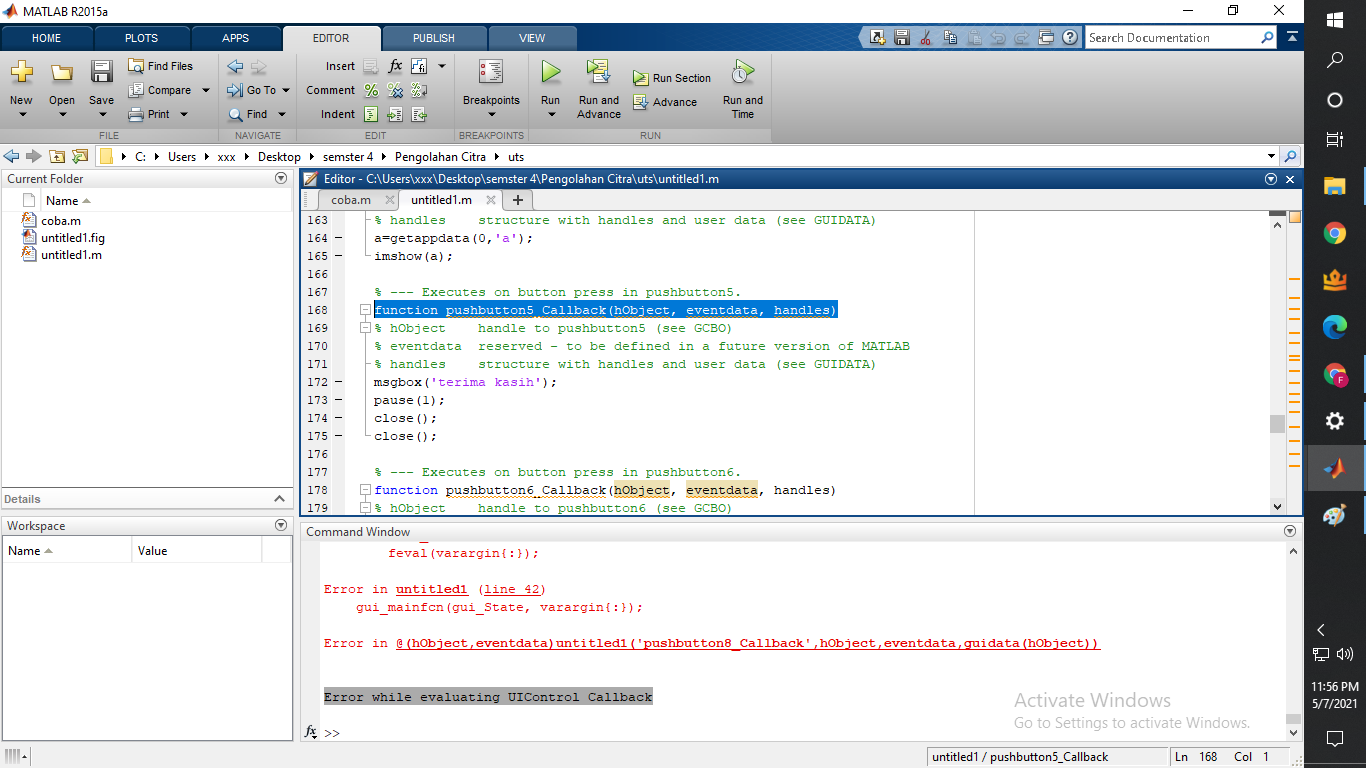 MATLAB R2015a
HOME PLOTS APPS EDITOR PUBLISH VIEW
Search Documentation
New
Open
Save
Find Files
Compare
Print
FILE
Go To
Find
NAVIGATE
Insert fx
Comment
Indent
EDIT
Breakpoints
BREAKPOINTS
Run
Run and
Advance
Run Section
Advance
Run and
Time
RUN
C: Users xxx Desktop semster 4 Pengolahan Citra uts
Current Folder
Name
coba.m
untitled1.fig
untitled1.m
Details
Workspace
Name Value
Editor - C:\Users\xxx\Desktop\semster 4\Pengolahan Citra\uts\untitled1.m
coba.m untitled1.m
163 % handles    structure with handles and user data (see GUIDATA)
164 a=getappdata(0,'a');
165 imshow(a);
166
167 % --- Executes on button press in pushbutton5.
168 function pushbutton5_Callback(hObject, eventdata, handles)
169 % hObject    handle to pushbutton5 (see GCBO)
170 % eventdata  reserved - to be defined in a future version of MATLAB
171 % handles    structure with handles and user data (see GUIDATA)
172 msgbox('terima kasih');
173 pause(1);
174 close();
175 close();
176
177 % --- Executes on button press in pushbutton6.
178 function pushbutton6_Callback(hObject, eventdata, handles)
179 % hObject    handle to pushbutton6 (see GCBO)
Command Window
feval(varargin{:});
Error in untitled1 (line 42)
gui_mainfcn(gui_State, varargin{:});
Error in @(hObject,eventdata)untitled1('pushbutton8_Callback',hObject,eventdata,guidata(hObject))
Error while evaluating UIControl Callback
fx >>
Activate Windows
Go to Settings to activate Windows.
untitled1 / pushbutton5_Callback Ln 168 Col 1
F
11:56 PM
5/7/2021